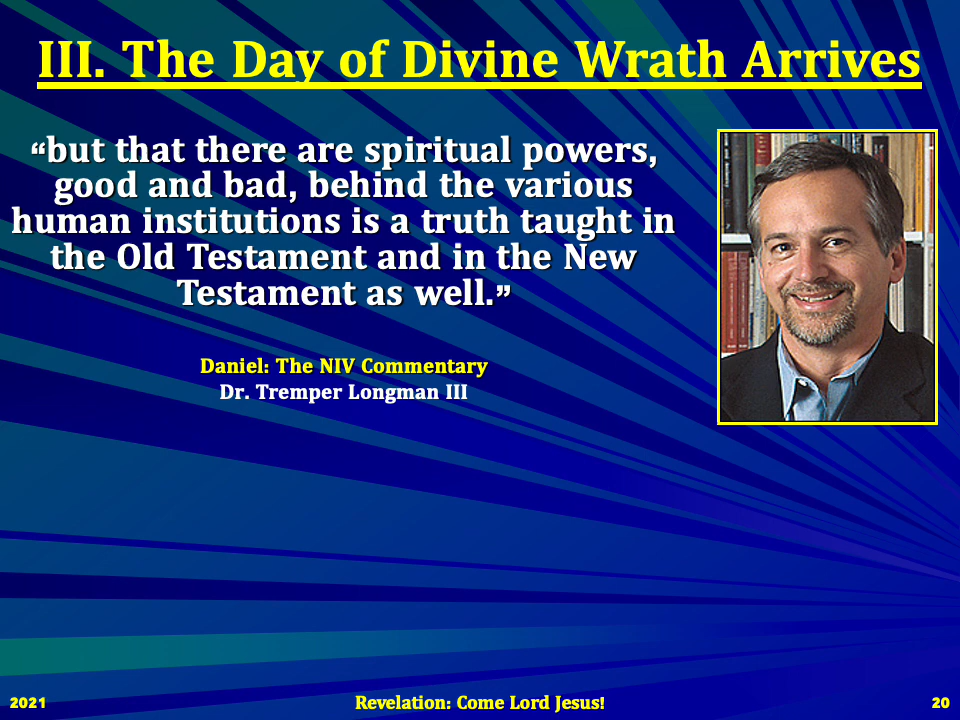 III. The Day of Divine Wrath Arrives
“but that there are spiritual powers,
good and bad, behind the various
human institutions is a truth taught in
the Old Testament and in the New
Testament as well.”
Daniel: The NIV Commentary
Dr. Tremper Longman III
2021
Revelation: Come Lord Jesus!
20